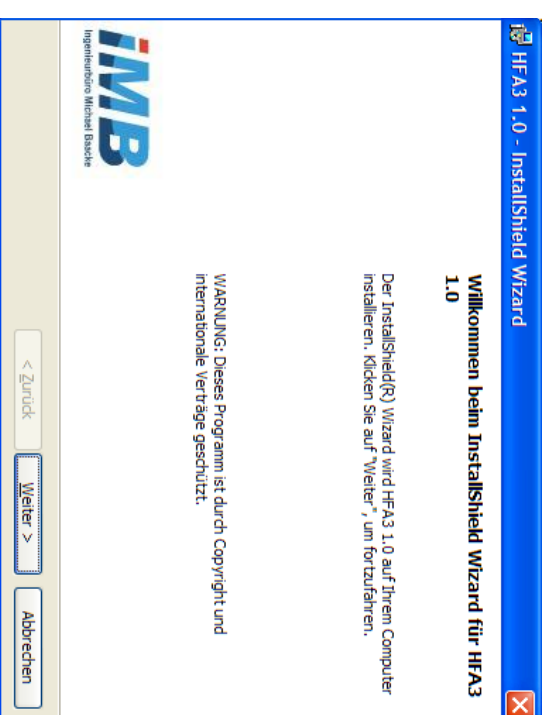 HFA3 1.0 - InstallShield Wizard
Willkommen beim InstallShield Wizard für HFA3
1.0
Der InstallShield(R) Wizard wird HFA3 1.0 auf Ihrem Computer
installieren. Klicken Sie auf "Weiter", um fortzufahren.
WARNUNG: Dieses Programm ist durch Copyright und
internationale Verträge geschützt.
iMB
Ingenieurbüro Michael Baacke
< Zurück
Weiter >
Abbrechen